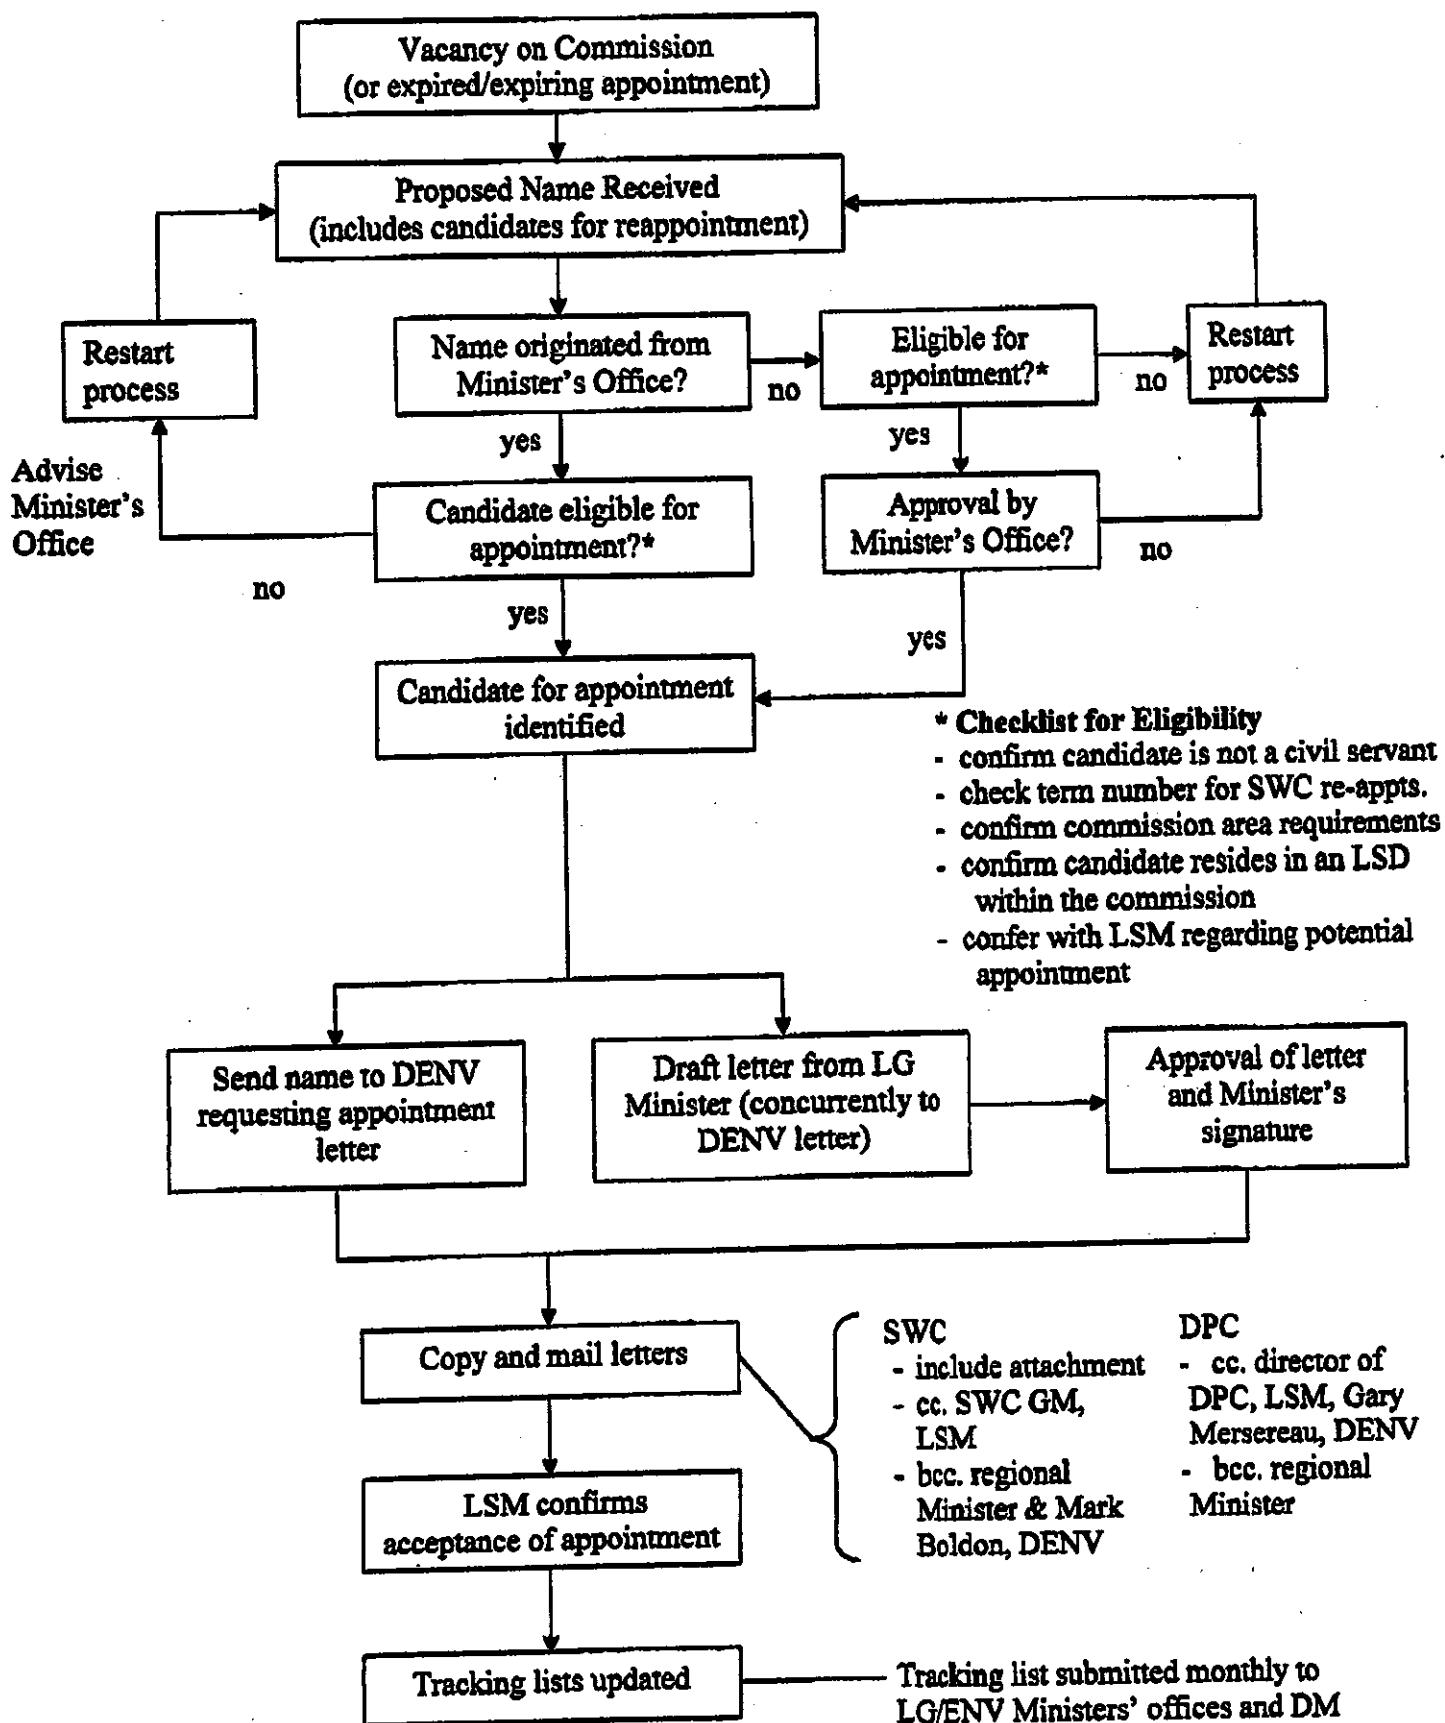 Vacancy on Commission
(or expired/expiring appointment)
Proposed Name Received
(includes candidates for reappointment)
Restart
process
Name originated from
Minister's Office?
no
Eligible for
appointment?*
no
Restart
process
yes
yes
Advise
Minister's
Office
Candidate eligible for
appointment?*
Approval by
Minister's Office?
no
no
yes
yes
Candidate for appointment
identified
* Checklist for Eligibility
- confirm candidate is not a civil servant
- check term number for SWC re-appts.
- confirm commission area requirements
- confirm candidate resides in an LSD
within the commission
- confer with LSM regarding potential
appointment
Send name to DENV
requesting appointment
letter
Draft letter from LG
Minister (concurrently to
DENV letter)
Approval of letter
and Minister's
signature
Copy and mail letters
SWC
- include attachment
- cc. SWC GM,
LSM
- bcc. regional
Minister & Mark
Boldon, DENV
DPC
- cc. director of
DPC, LSM, Gary
Mersereau, DENV
- bcc. regional
Minister
LSM confirms
acceptance of appointment
Tracking lists updated
Tracking list submitted monthly to
LG/ENV Ministers' offices and DM